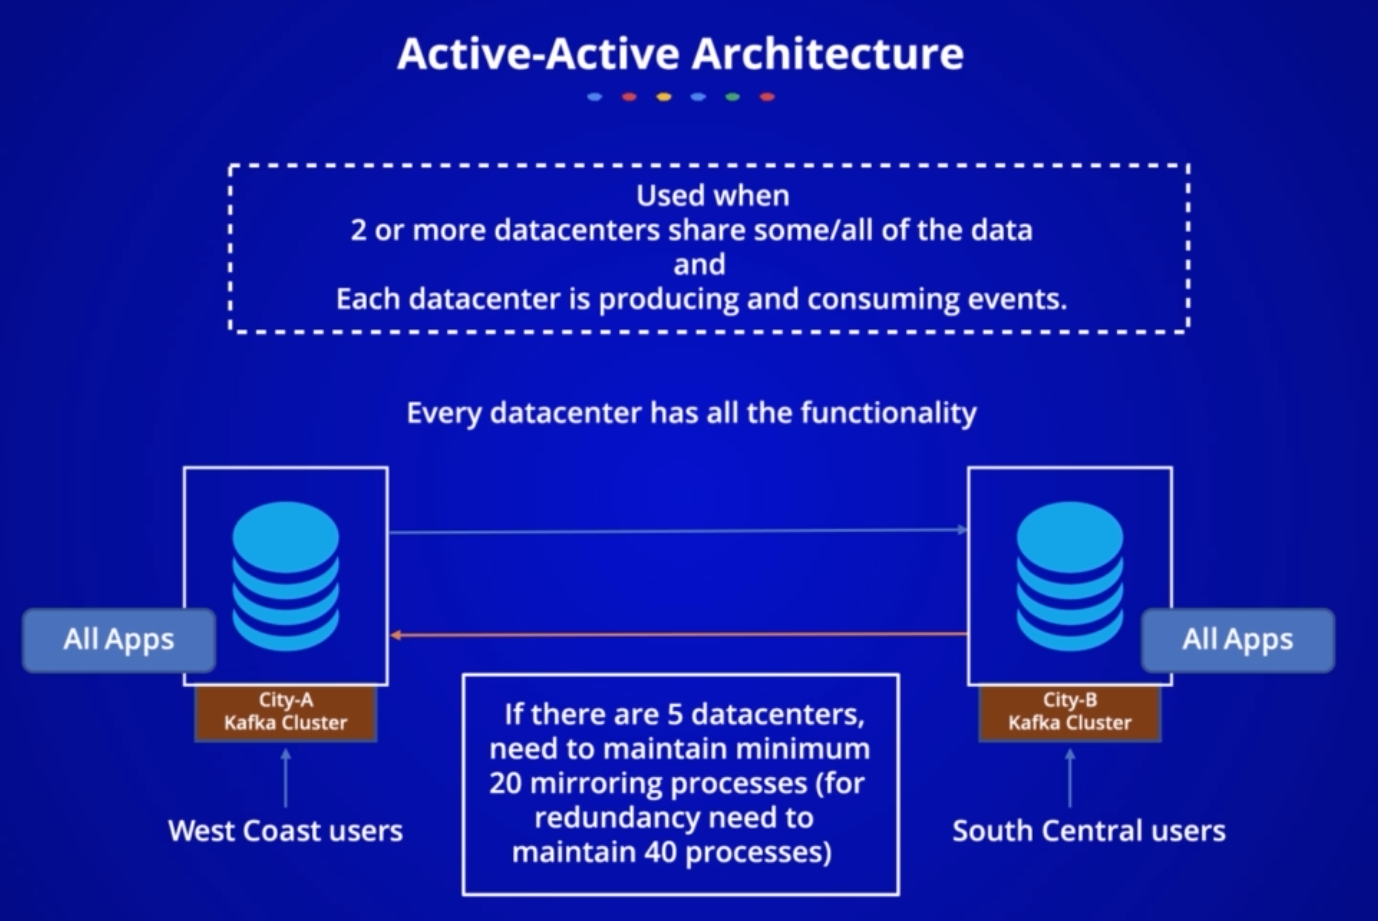 Active-Active Architecture
Used when
2 or more datacenters share some/all of the data
and
Each datacenter is producing and consuming events.
Every datacenter has all the functionality
All Apps
All Apps
City-A
Kafka Cluster
City-B
Kafka Cluster
If there are 5 datacenters,
need to maintain minimum
20 mirroring processes (for
redundancy need to
maintain 40 processes)
West Coast users
South Central users